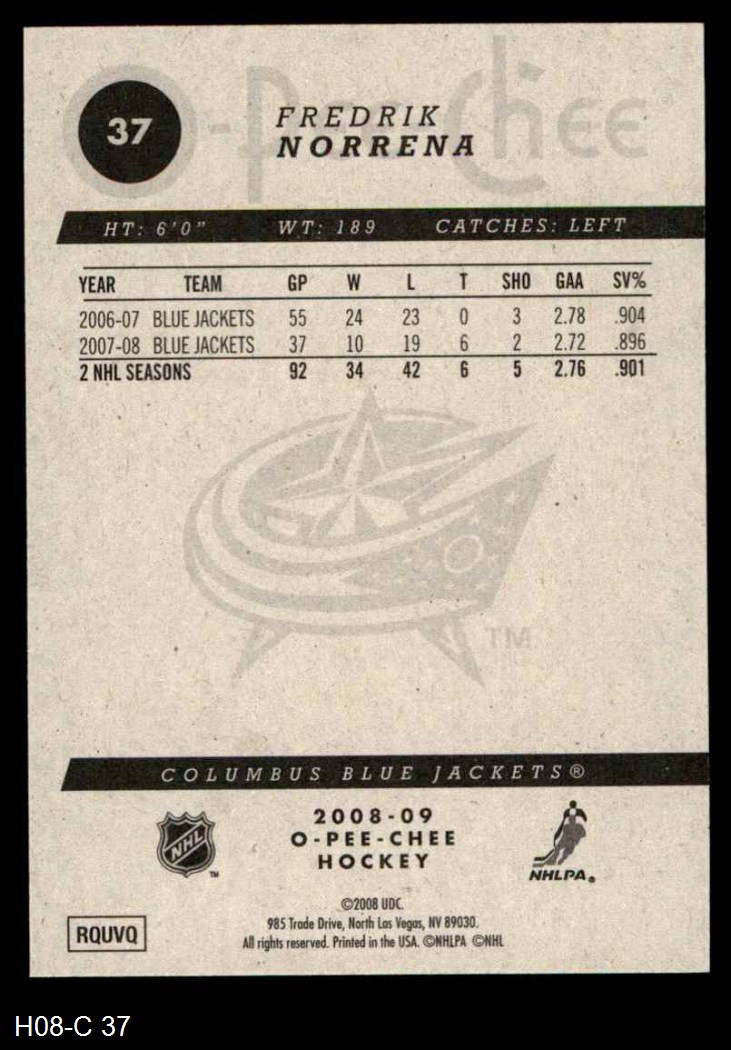 O-Pee-Chee®
37
FREDRIK
NORRENA
HT: 6'0" WT: 189 CATCHES: LEFT
YEAR TEAM GP W L T SHO GAA SV%
2006-07 BLUE JACKETS 55 24 23 0 3 2.78 .904
2007-08 BLUE JACKETS 37 10 19 6 2 2.72 .896
2 NHL SEASONS 92 34 42 6 5 2.76 .901
TM
COLUMBUS BLUE JACKETS®
NHL TM
2008-09
O-PEE-CHEE
HOCKEY
NHLPA®
©2008 UDC.
985 Trade Drive, North Las Vegas, NV 89030.
All rights reserved. Printed in the USA. ©NHLPA ©NHL
RQUVQ
H08-C 37